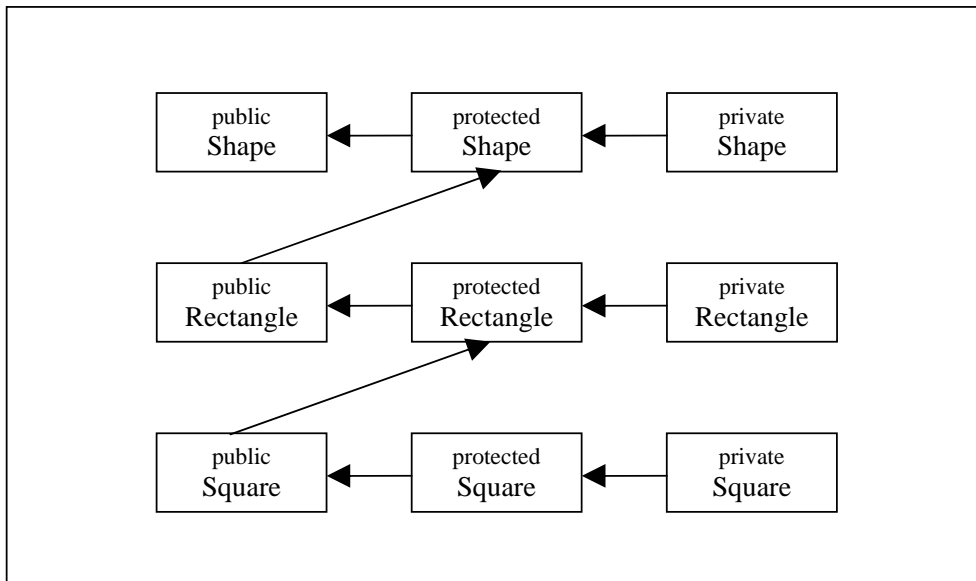 public
Shape
protected
Shape
private
Shape
public
Rectangle
protected
Rectangle
private
Rectangle
public
Square
protected
Square
private
Square